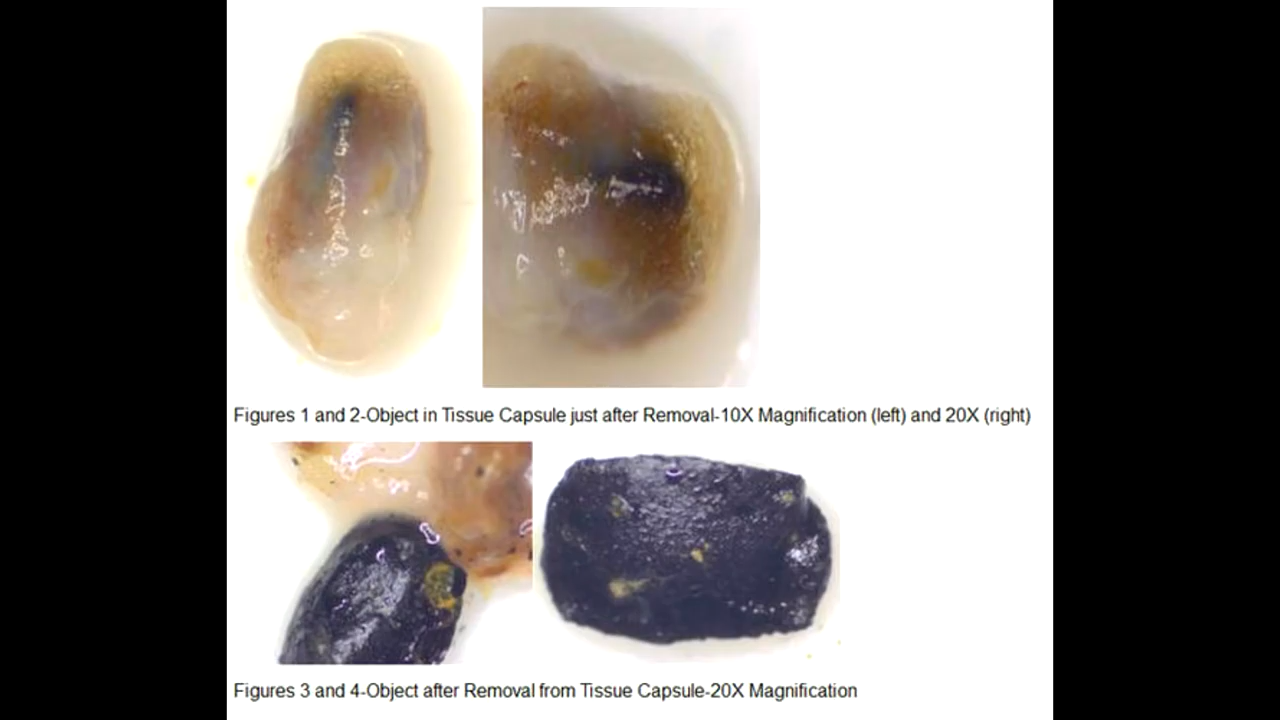 Figures 1 and 2-Object in Tissue Capsule just after Removal-10X Magnification (left) and 20X (right)
Figures 3 and 4-Object after Removal from Tissue Capsule-20X Magnification